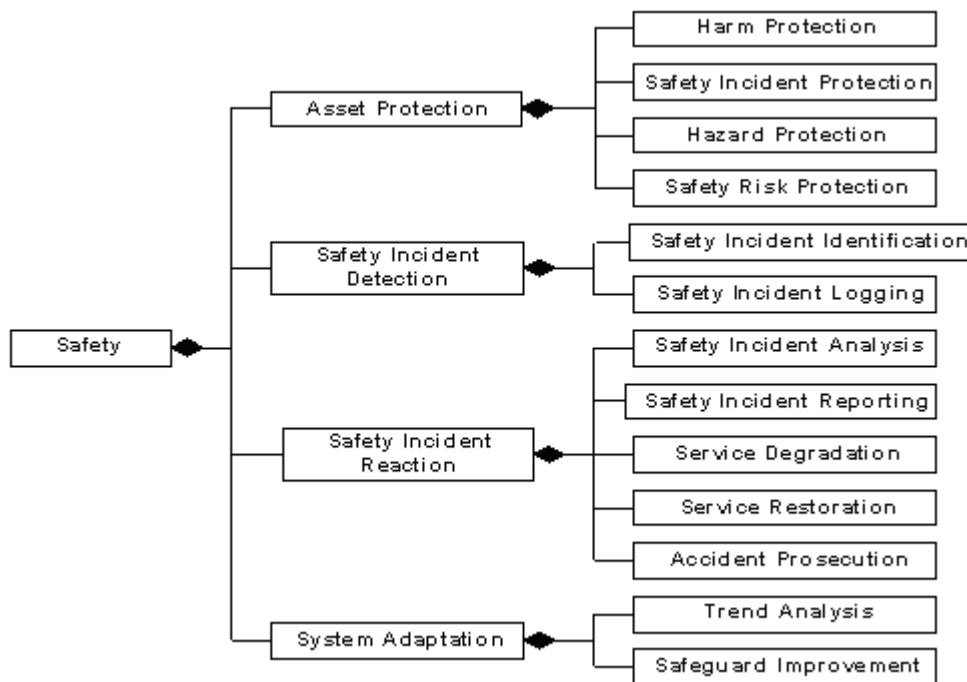 Harm Protection
Safety Incident Protection
Asset Protection
Hazard Protection
Safety Risk Protection
Safety Incident Identification
Safety Incident
Detection
Safety Incident Logging
Safety
Safety Incident Analysis
Safety Incident Reporting
Safety Incident
Reaction
Service Degradation
Service Restoration
Accident Prosecution
Trend Analysis
System Adaptation
Safeguard Improvement